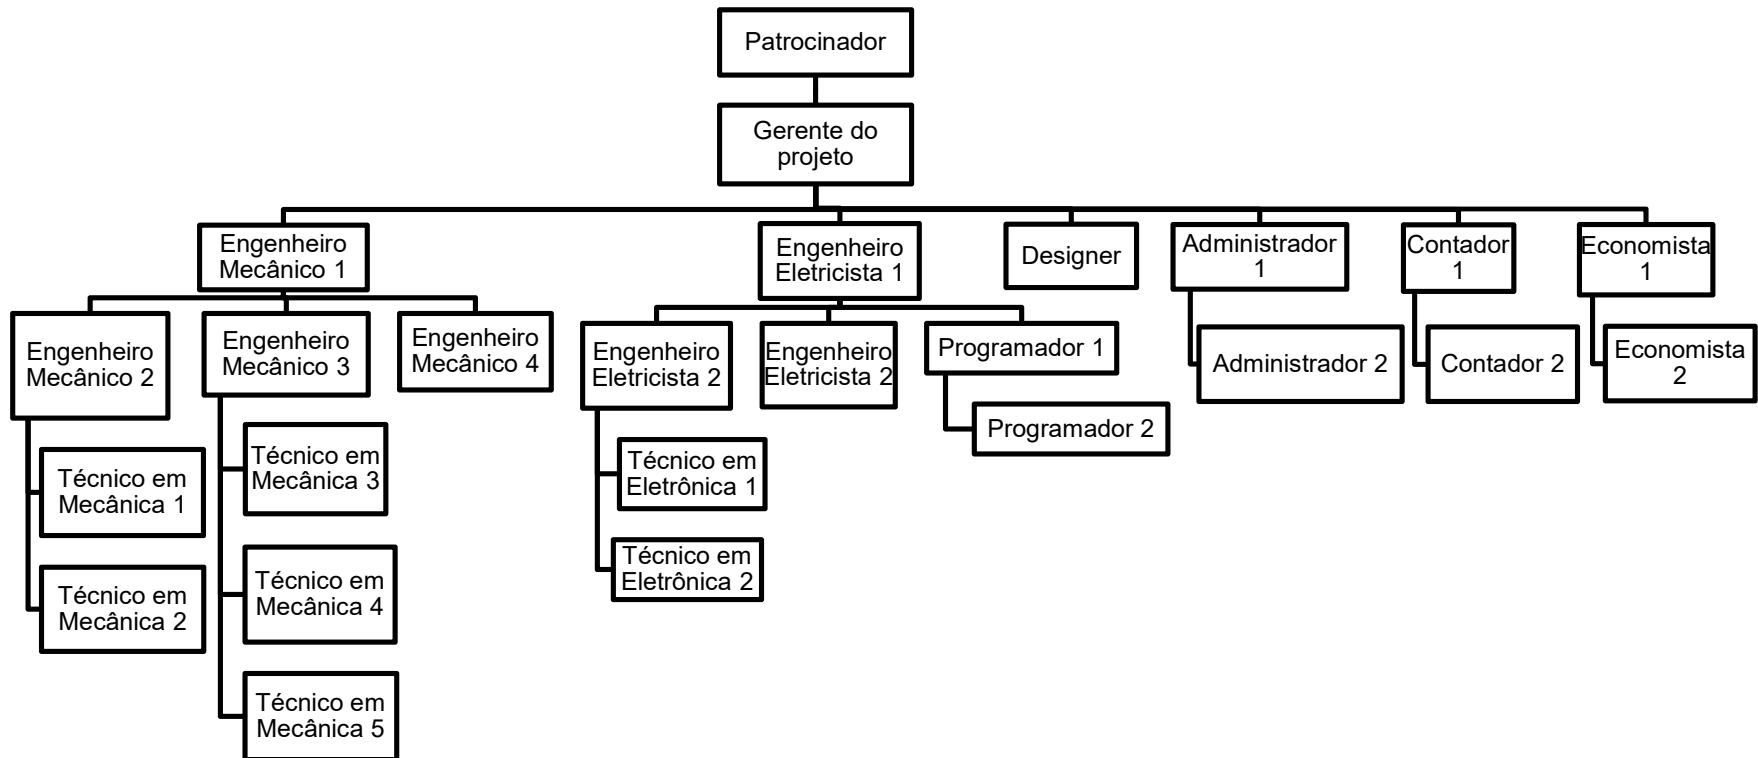 Patrocinador
Gerente do
projeto
Engenheiro
Mecânico 1
Engenheiro
Eletricista 1
Designer
Administrador
1
Contador
1
Economista
1
Engenheiro
Mecânico 2
Engenheiro
Mecânico 3
Engenheiro
Mecânico 4
Engenheiro
Eletricista 2
Engenheiro
Eletricista 2
Programador 1
Administrador 2
Contador 2
Economista
2
Programador 2
Técnico em
Mecânica 1
Técnico em
Mecânica 3
Técnico em
Eletrônica 1
Técnico em
Mecânica 2
Técnico em
Mecânica 4
Técnico em
Eletrônica 2
Técnico em
Mecânica 5